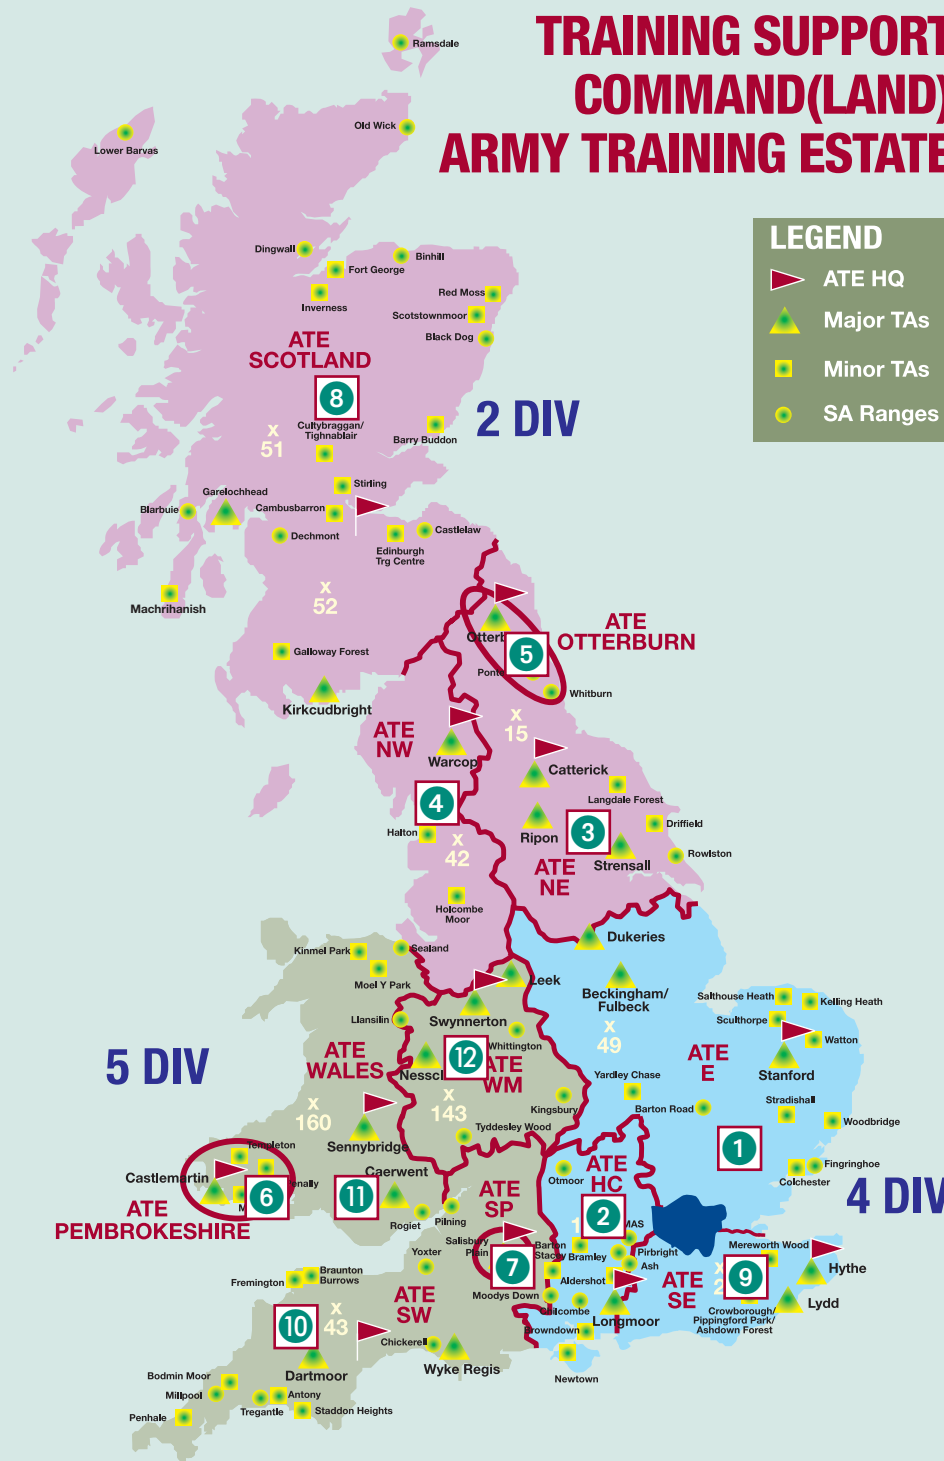 TRAINING SUPPORT
COMMAND(LAND)
ARMY TRAINING ESTATE
LEGEND
ATE HQ
Major TAs
Minor TAs
SA Ranges
Ramsdale
Old Wick
Lower Barvas
Dingwall
Binhill
Fort George
Inverness
Red Moss
Scotstownmoor
Black Dog
ATE
SCOTLAND
8
2 DIV
Cultybraggan/
Tighnablair
x
51
Barry Buddon
Stirling
Garelochhead
Blarbuie
Cambusbarron
Dechmont
Castlelaw
Edinburgh
Trg Centre
x
52
Machrihanish
ATE
OTTERBURN
5
Galloway Forest
Whitburn
Kirkcudbright
ATE
NW
x
15
Warcop
Catterick
4
Langdale Forest
Halton
Ripon
3
Driffield
x
42
Strensall
Rowlston
ATE
NE
Holcombe
Moor
Dukeries
Kinmel Park
Sealand
Moel Y Park
Leek
Beckingham/
Fulbeck
Salthouse Heath
Kelling Heath
Llansilin
Swynnerton
Sculthorpe
x
49
Whittington
Watton
5 DIV
ATE
WALES
12
ATE
WM
ATE
E
Stanford
Yardley Chase
x
160
x
143
Kingsbury
Barton Road
Stradishall
Woodbridge
Sennybridge
Tyddesley Wood
1
Castlemartin
6
Caerwent
11
ATE
SP
Otmoor
ATE
HC
Fingringhoe
Colchester
4 DIV
ATE
PEMBROKESHIRE
Rogiet
Pilning
2
Salisbury
Plain
Barton
Stacey
Bramley
Pirbright
Mereworth Wood
Yoxter
7
Ash
Hythe
Fremington
Braunton
Burrows
Moodys Down
Aldershot
ATE
SE
9
Lydd
ATE
SW
Chilcombe
Longmoor
Crowborough/
Pippingford Park/
Ashdown Forest
10
x
43
Chickerell
Browndown
Dartmoor
Wyke Regis
Newtown
Bodmin Moor
Millpool
Antony
Tregantle
Staddon Heights
Penhale